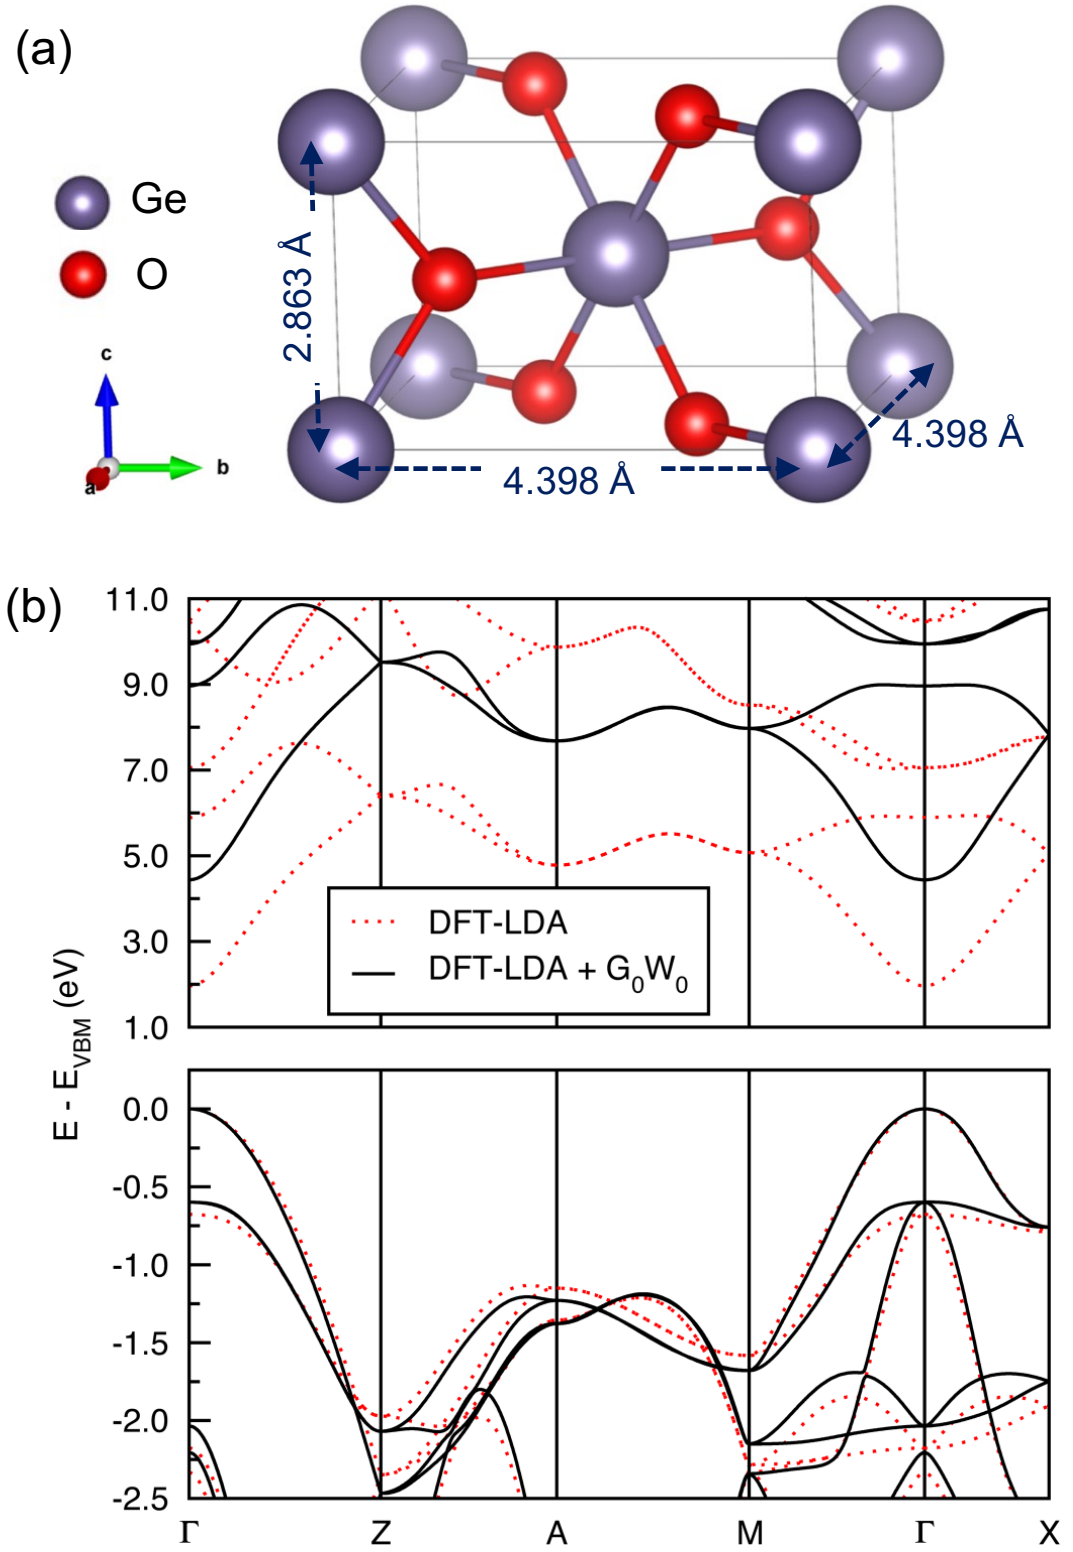 (a)
Ge
O
2.863 Å
4.398 Å
4.398 Å
c
b
a
(b)
11.0
9.0
7.0
5.0
3.0
1.0
DFT-LDA
DFT-LDA + G₀W₀
E - E_VBM (eV)
0.0
-0.5
-1.0
-1.5
-2.0
-2.5
Γ Z A M Γ X